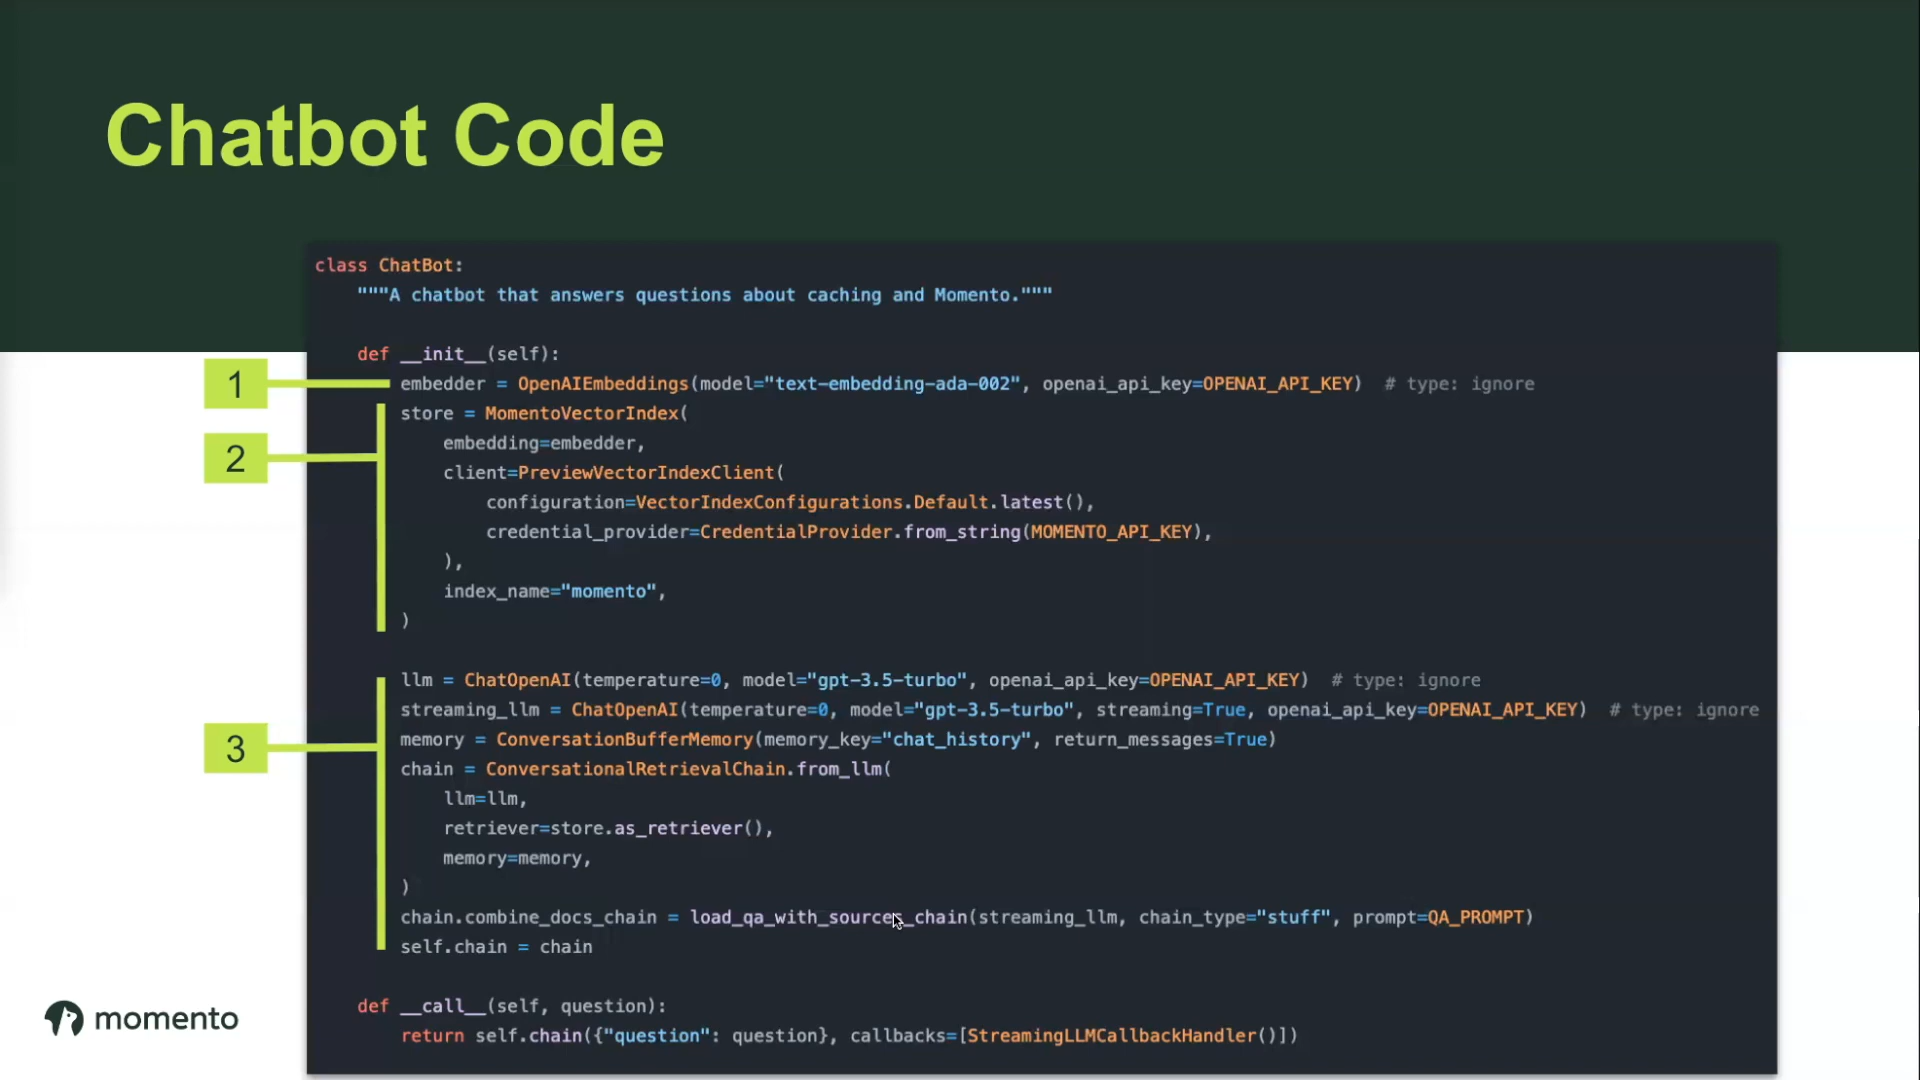 Chatbot Code
class ChatBot:
    """A chatbot that answers questions about caching and Momento."""
    def __init__(self):
1
        embedder = OpenAIEmbeddings(model="text-embedding-ada-002", openai_api_key=OPENAI_API_KEY)  # type: ignore
        store = MomentoVectorIndex(
            embedding=embedder,
2
            client=PreviewVectorIndexClient(
                configuration=VectorIndexConfigurations.Default.latest(),
                credential_provider=CredentialProvider.from_string(MOMENTO_API_KEY),
            ),
            index_name="momento",
        )
        llm = ChatOpenAI(temperature=0, model="gpt-3.5-turbo", openai_api_key=OPENAI_API_KEY)  # type: ignore
        streaming_llm = ChatOpenAI(temperature=0, model="gpt-3.5-turbo", streaming=True, openai_api_key=OPENAI_API_KEY)  # type: ignore
3
        memory = ConversationBufferMemory(memory_key="chat_history", return_messages=True)
        chain = ConversationalRetrievalChain.from_llm(
            llm=llm,
            retriever=store.as_retriever(),
            memory=memory,
        )
        chain.combine_docs_chain = load_qa_with_sources_chain(streaming_llm, chain_type="stuff", prompt=QA_PROMPT)
        self.chain = chain
    def __call__(self, question):
        return self.chain({"question": question}, callbacks=[StreamingLLMCallbackHandler()])
momento